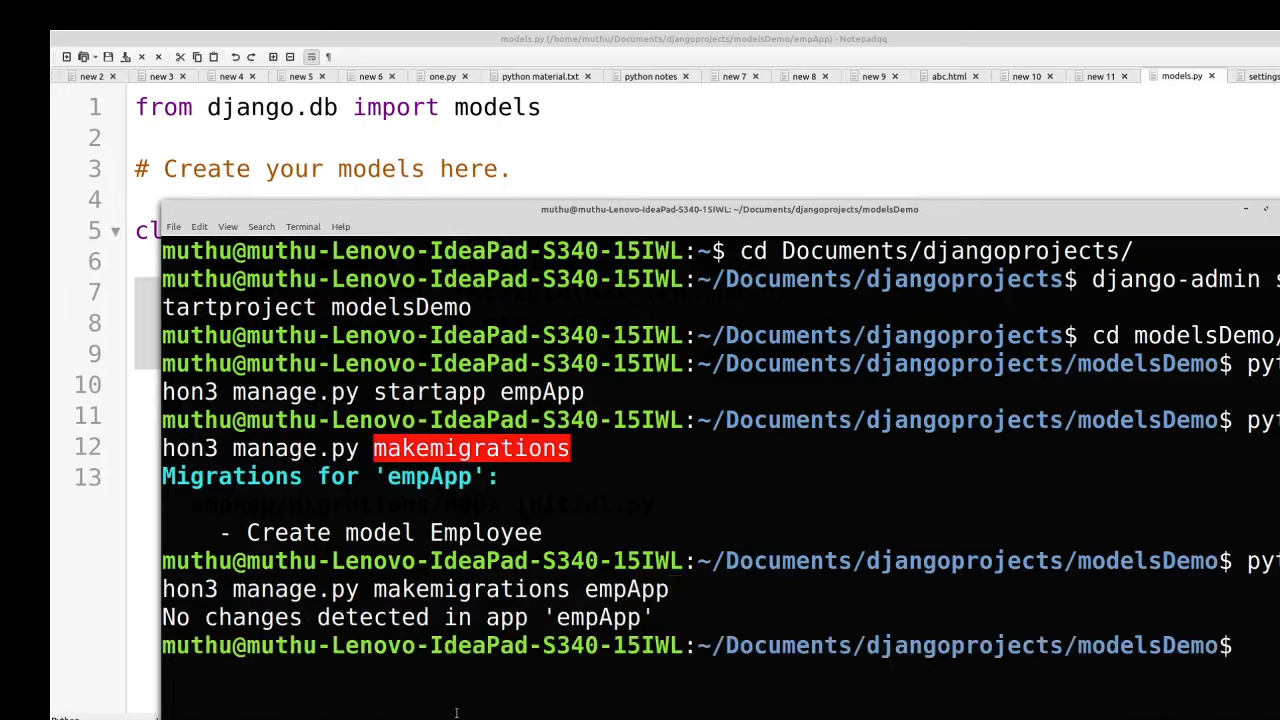 models.py (/home/muthu/Documents/djangoprojects/modelsDemo/empApp) - Notepadqq
new 2 new 3 new 4 new 5 new 6 one.py python material.txt python notes new 7 new 8 new 9 abc.html new 10 new 11 models.py settings
1 from django.db import models
2
3 # Create your models here.
4
5 cl
6
7
8
9
10
11
12
13
muthu@muthu-Lenovo-IdeaPad-S340-15IWL: ~/Documents/djangoprojects/modelsDemo
File Edit View Search Terminal Help
muthu@muthu-Lenovo-IdeaPad-S340-15IWL:~$ cd Documents/djangoprojects/
muthu@muthu-Lenovo-IdeaPad-S340-15IWL:~/Documents/djangoprojects$ django-admin s
tartproject modelsDemo
muthu@muthu-Lenovo-IdeaPad-S340-15IWL:~/Documents/djangoprojects$ cd modelsDemo/
muthu@muthu-Lenovo-IdeaPad-S340-15IWL:~/Documents/djangoprojects/modelsDemo$ pyt
hon3 manage.py startapp empApp
muthu@muthu-Lenovo-IdeaPad-S340-15IWL:~/Documents/djangoprojects/modelsDemo$ pyt
hon3 manage.py makemigrations
Migrations for 'empApp':
empApp/migrations/0001_initial.py
- Create model Employee
muthu@muthu-Lenovo-IdeaPad-S340-15IWL:~/Documents/djangoprojects/modelsDemo$ pyt
hon3 manage.py makemigrations empApp
No changes detected in app 'empApp'
muthu@muthu-Lenovo-IdeaPad-S340-15IWL:~/Documents/djangoprojects/modelsDemo$